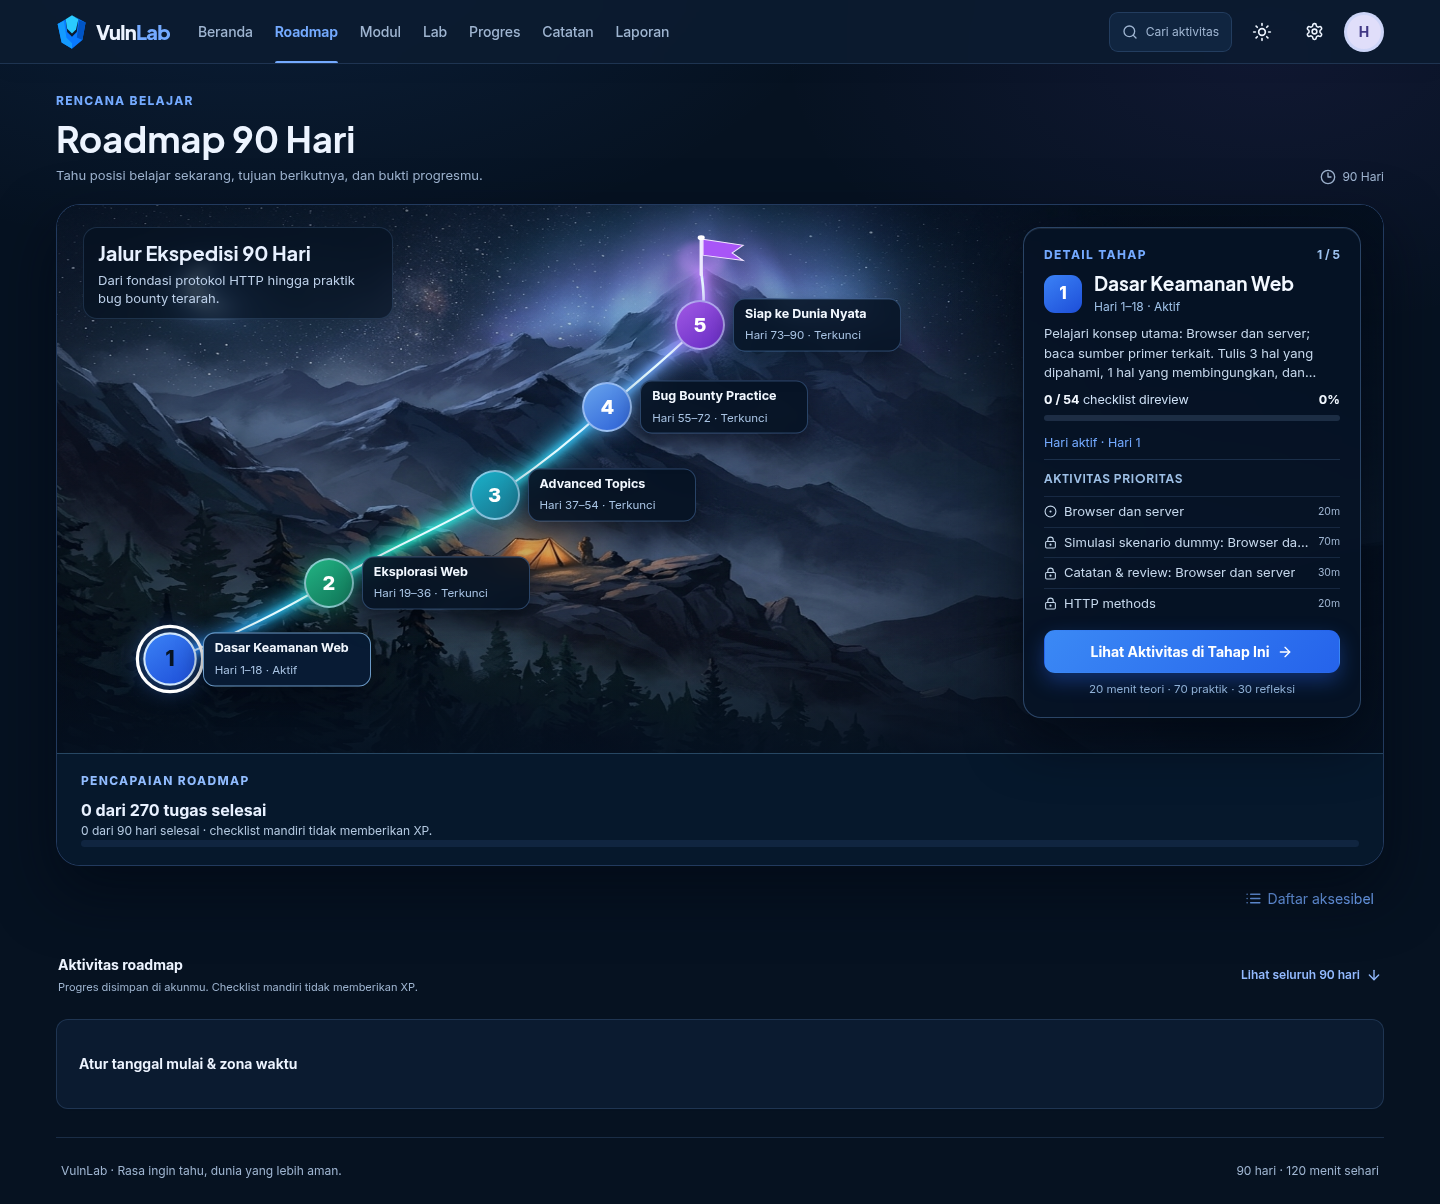 VulnLab
Beranda
Roadmap
Modul
Lab
Progres
Catatan
Laporan
Cari aktivitas
H
RENCANA BELAJAR
Roadmap 90 Hari
Tahu posisi belajar sekarang, tujuan berikutnya, dan bukti progresmu.
90 Hari
Jalur Ekspedisi 90 Hari
Dari fondasi protokol HTTP hingga praktik
bug bounty terarah.
5
Siap ke Dunia Nyata
Hari 73–90 · Terkunci
4
Bug Bounty Practice
Hari 55–72 · Terkunci
3
Advanced Topics
Hari 37–54 · Terkunci
2
Eksplorasi Web
Hari 19–36 · Terkunci
1
Dasar Keamanan Web
Hari 1–18 · Aktif
DETAIL TAHAP
1 / 5
1
Dasar Keamanan Web
Hari 1–18 · Aktif
Pelajari konsep utama: Browser dan server;
baca sumber primer terkait. Tulis 3 hal yang
dipahami, 1 hal yang membingungkan, dan...
0 / 54 checklist direview
0%
Hari aktif · Hari 1
AKTIVITAS PRIORITAS
Browser dan server
20m
Simulasi skenario dummy: Browser da...
70m
Catatan & review: Browser dan server
30m
HTTP methods
20m
Lihat Aktivitas di Tahap Ini
20 menit teori · 70 praktik · 30 refleksi
PENCAPAIAN ROADMAP
0 dari 270 tugas selesai
0 dari 90 hari selesai · checklist mandiri tidak memberikan XP.
Daftar aksesibel
Aktivitas roadmap
Progres disimpan di akunmu. Checklist mandiri tidak memberikan XP.
Lihat seluruh 90 hari
Atur tanggal mulai & zona waktu
VulnLab · Rasa ingin tahu, dunia yang lebih aman.
90 hari · 120 menit sehari